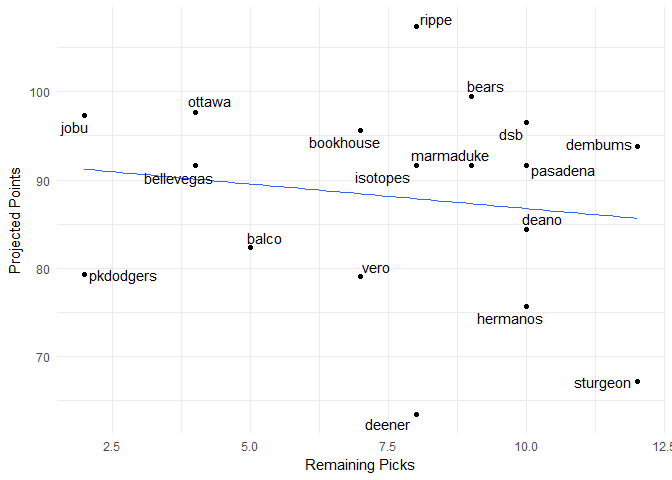 rippe
bears
100
ottawa
jobu
dsb
bookhouse
dembums
marmaduke
pasadena
isotopes
bellevegas
90
deano
balco
vero
80
pkdodgers
hermanos
sturgeon
70
deener
Projected Points
2.5
5.0
7.5
10.0
12.5
Remaining Picks